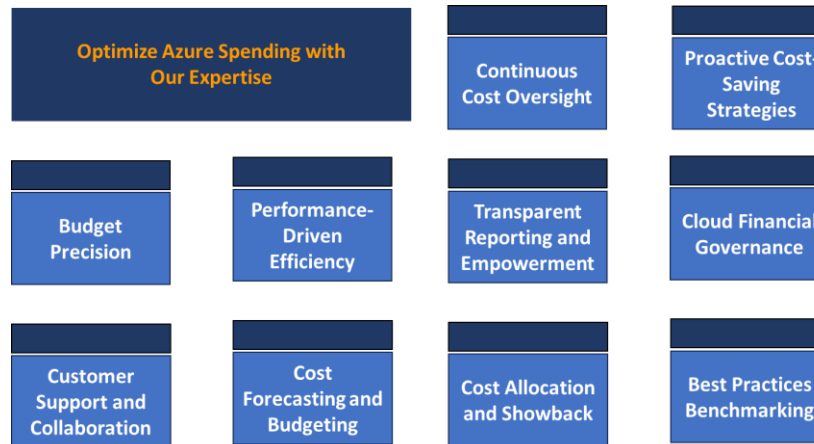 Optimize Azure Spending with
Our Expertise
Continuous
Cost Oversight
Proactive Cost-
Saving
Strategies
Budget
Precision
Performance-
Driven
Efficiency
Transparent
Reporting and
Empowerment
Cloud Financial
Governance
Customer
Support and
Collaboration
Cost
Forecasting and
Budgeting
Cost Allocation
and Showback
Best Practices
Benchmarking